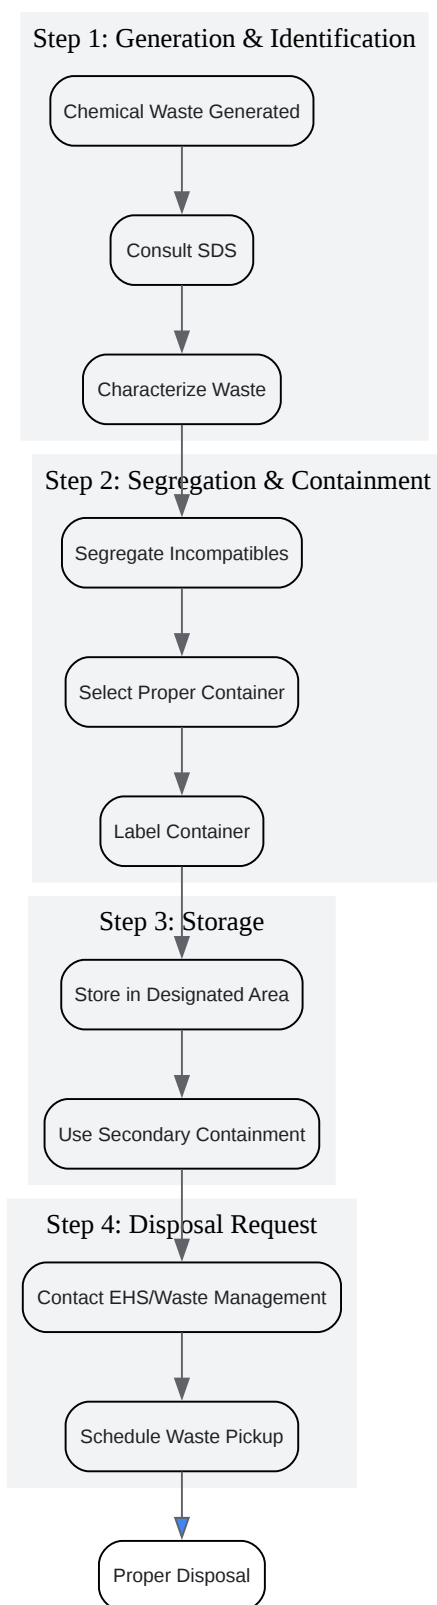 Step 1: Generation & Identification
Chemical Waste Generated
Consult SDS
Characterize Waste
Step 2: Segregation & Containment
Segregate Incompatibles
Select Proper Container
Label Container
Step 3: Storage
Store in Designated Area
Use Secondary Containment
Step 4: Disposal Request
Contact EHS/Waste Management
Schedule Waste Pickup
Proper Disposal